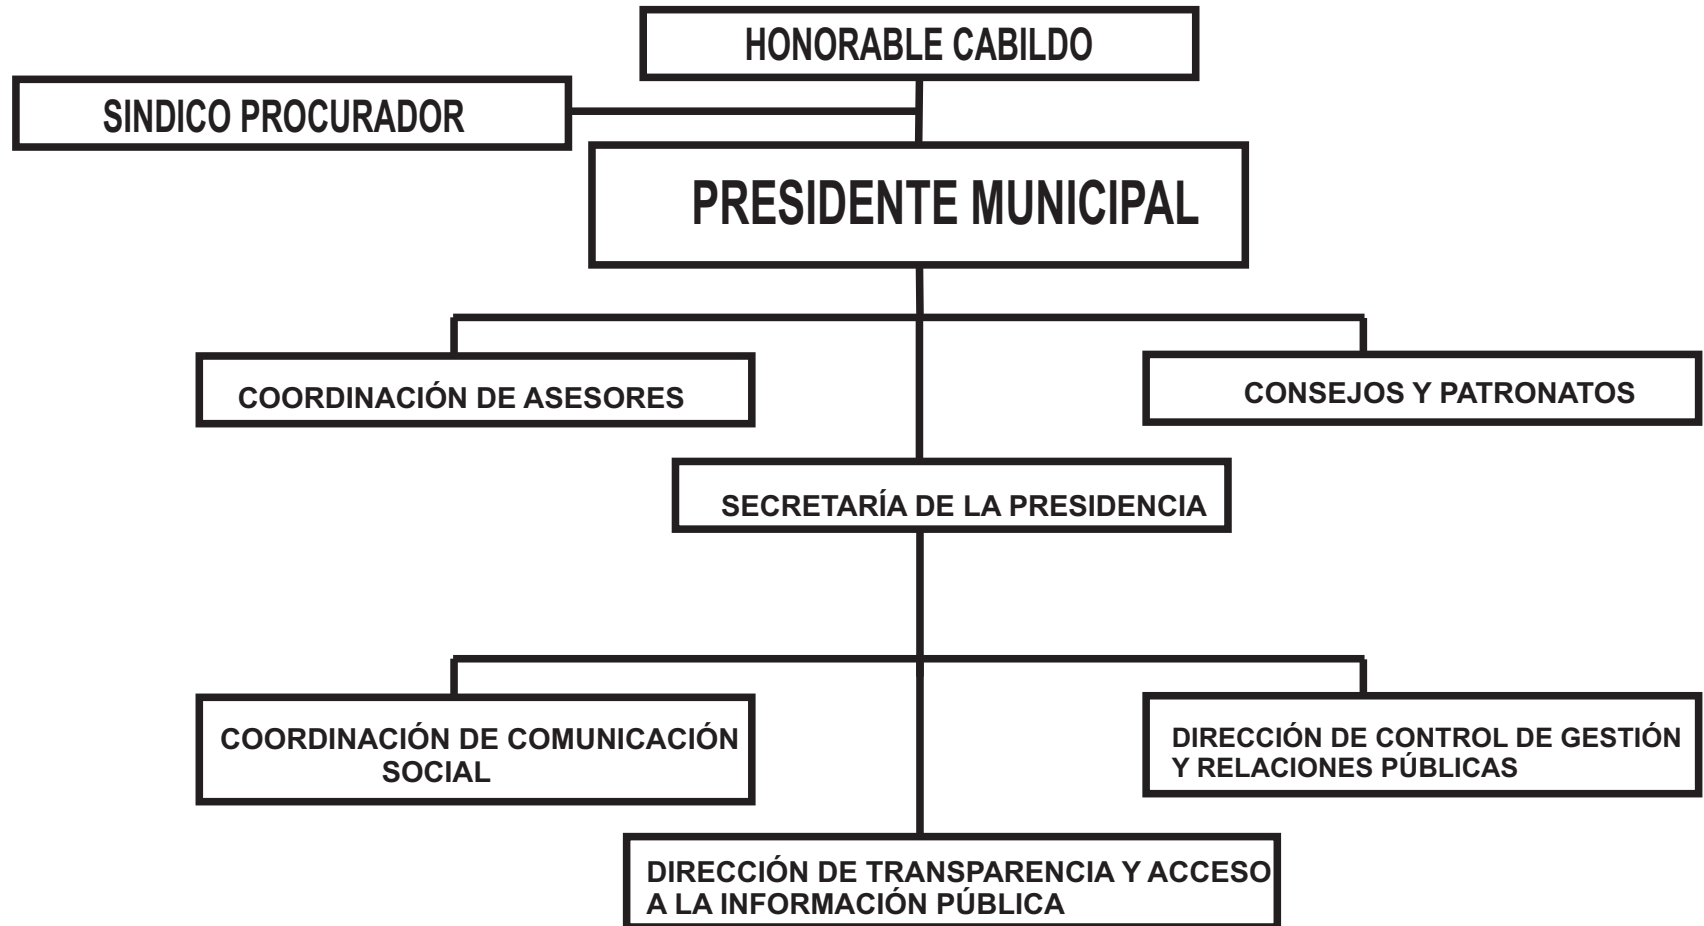 HONORABLE CABILDO
SINDICO PROCURADOR
PRESIDENTE MUNICIPAL
COORDINACIÓN DE ASESORES
CONSEJOS Y PATRONATOS
SECRETARÍA DE LA PRESIDENCIA
COORDINACIÓN DE COMUNICACIÓN
SOCIAL
DIRECCIÓN DE CONTROL DE GESTIÓN
Y RELACIONES PÚBLICAS
DIRECCIÓN DE TRANSPARENCIA Y ACCESO
A LA INFORMACIÓN PÚBLICA